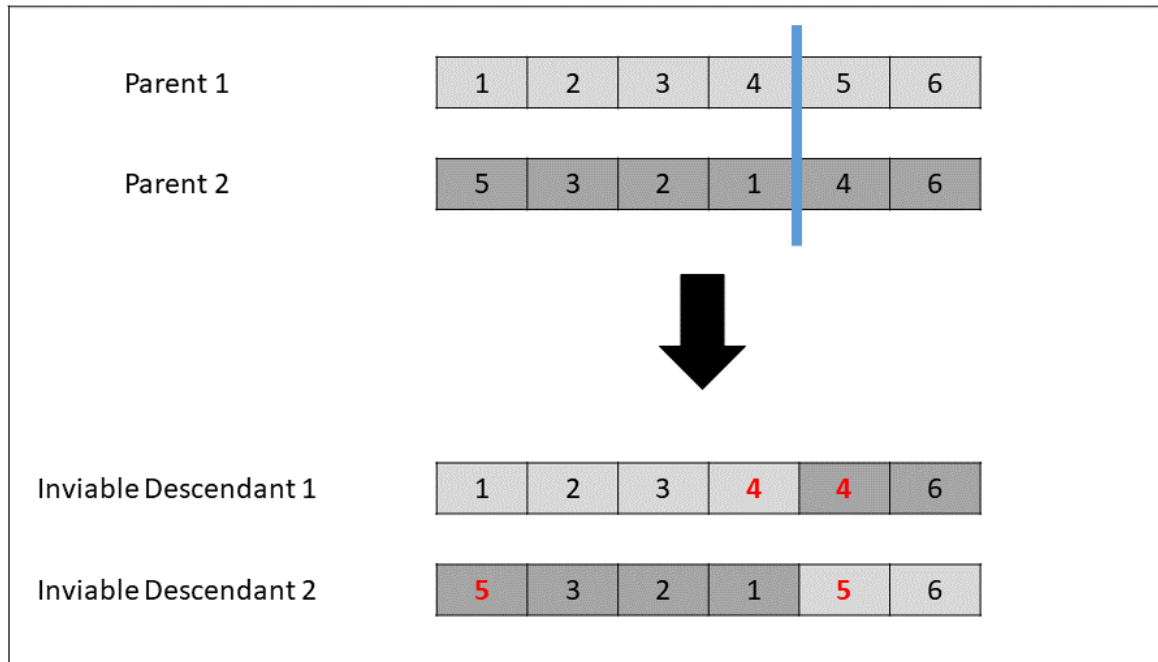 Parent 1 1 2 3 4 5 6
Parent 2 5 3 2 1 4 6
Inviable Descendant 1 1 2 3 4 4 6
Inviable Descendant 2 5 3 2 1 5 6